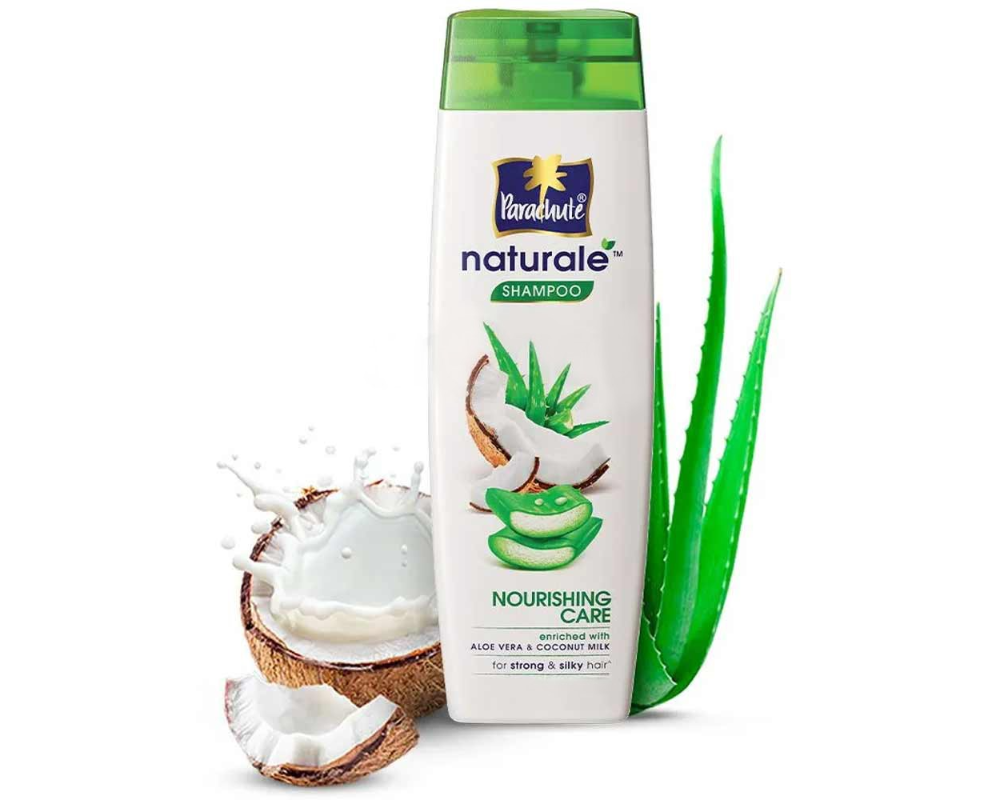 Parachute®
naturale™
SHAMPOO
NOURISHING
CARE
enriched with
ALOE VERA & COCONUT MILK
for strong & silky hair^